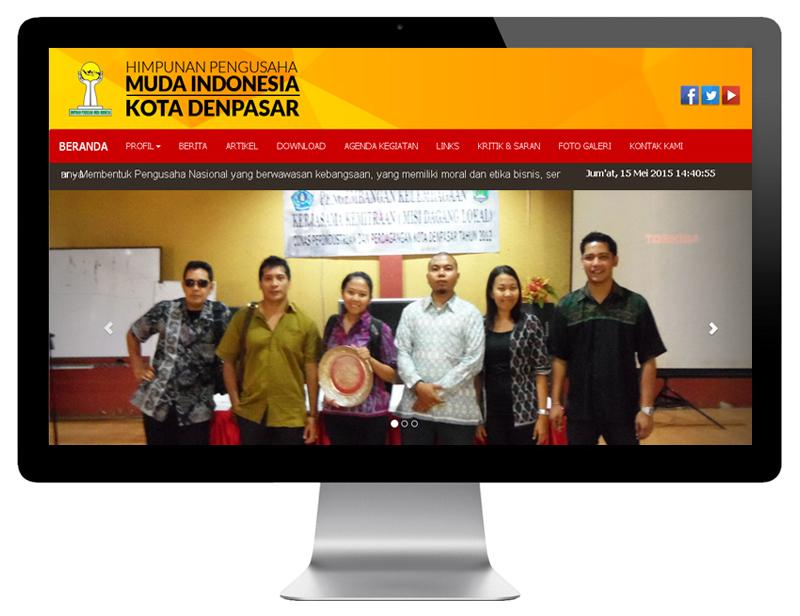 HIMPUNAN PENGUSAHA
MUDA INDONESIA
KOTA DENPASAR
BERANDA PROFIL BERITA ARTIKEL DOWNLOAD AGENDA KEGIATAN LINKS KRITIK & SARAN FOTO GALERI KONTAK KAMI
Membentuk Pengusaha Nasional yang berwawasan kebangsaan, yang memiliki moral dan etika bisnis, ser Jum'at, 15 Mei 2015 14:40:55
PENGEMBANGAN KELEMBAGAAN
KERJASAMA KEMITRAAN (MISI DAGANG LOKAL)
DINAS PERINDUSTRIAN DAN PERDAGANGAN KOTA DENPASAR TAHUN 2012
TOSHIBA